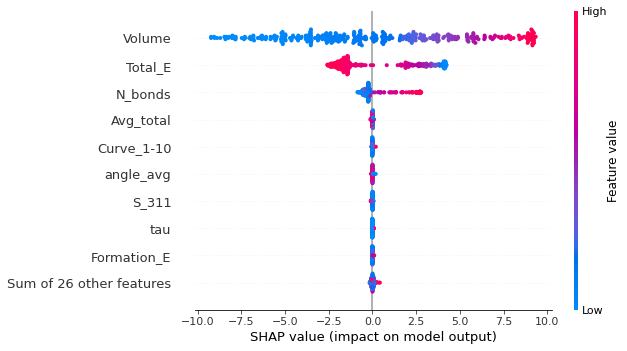 High
Volume
Total_E
N_bonds
Avg_total
Curve_1-10
angle_avg
S_311
tau
Formation_E
Sum of 26 other features
Feature value
Low
−10.0 −7.5 −5.0 −2.5 0.0 2.5 5.0 7.5 10.0
SHAP value (impact on model output)